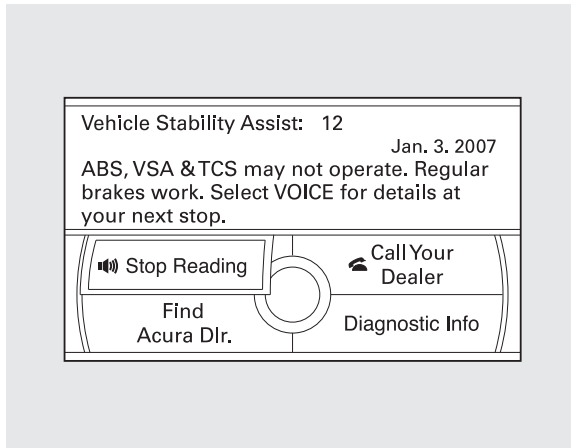 Vehicle Stability Assist: 12
Jan. 3. 2007
ABS, VSA & TCS may not operate. Regular
brakes work. Select VOICE for details at
your next stop.
Stop Reading
Call Your
Dealer
Find
Acura Dlr.
Diagnostic Info